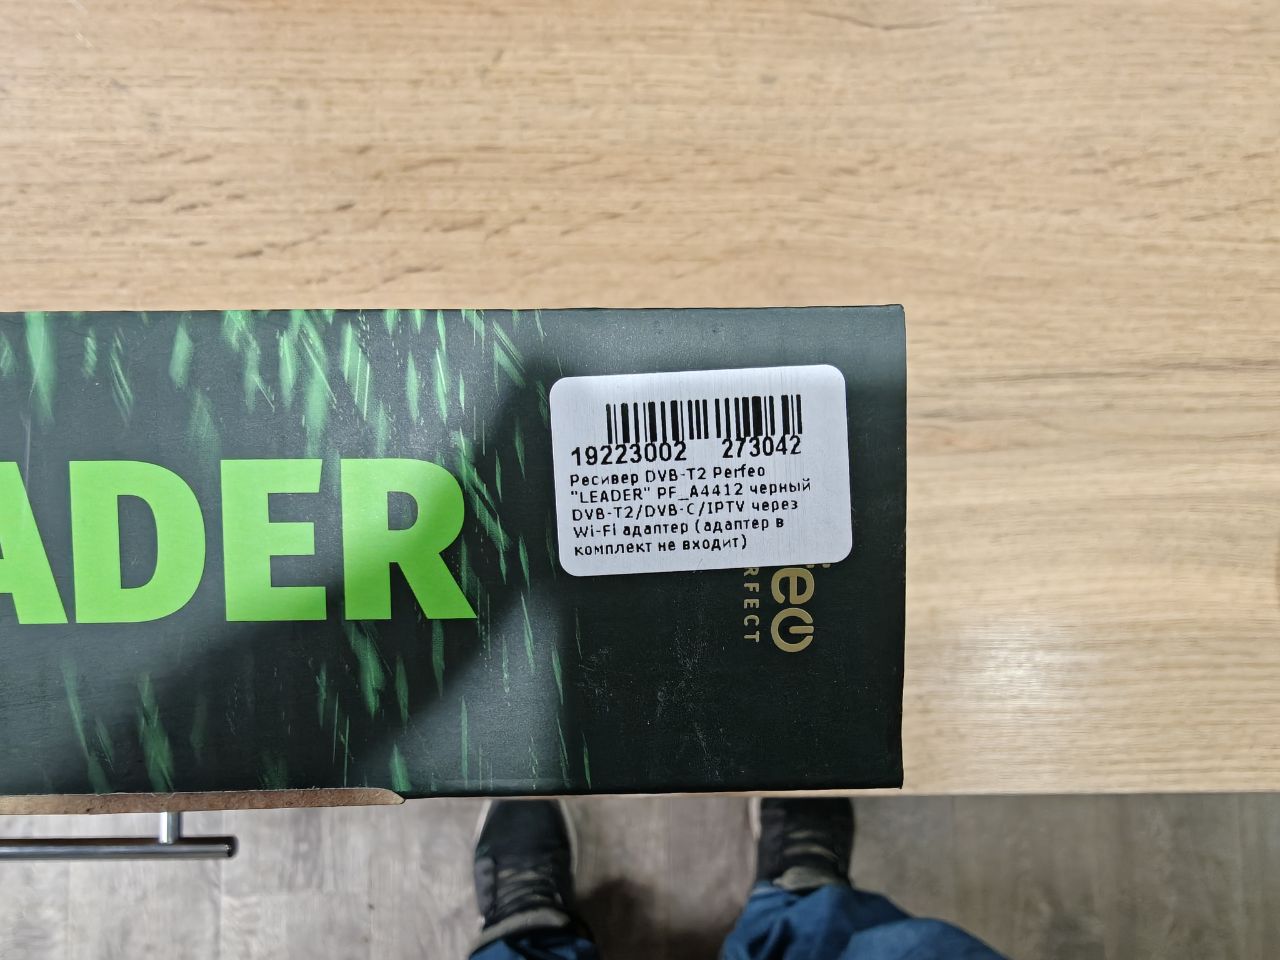 ADER
19223002 273042
Ресивер DVB-T2 Perfeo
"LEADER" PF_A4412 черный
DVB-T2/DVB-C/IPTV через
Wi-Fi адаптер (адаптер в
комплект не входит)
feo
RFECT